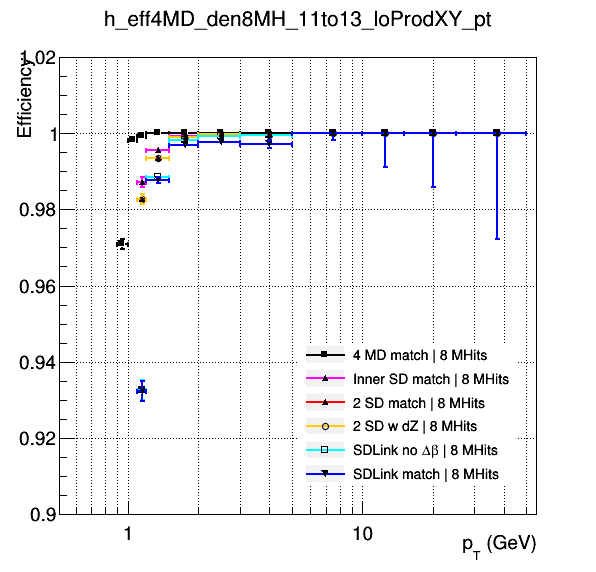 h_eff4MD_den8MH_11to13_loProdXY_pt
Efficiency
1.02
1
0.98
0.96
0.94
0.92
0.9
4 MD match | 8 MHits
Inner SD match | 8 MHits
2 SD match | 8 MHits
2 SD w dZ | 8 MHits
SDLink no Δβ | 8 MHits
SDLink match | 8 MHits
1
10
p_T (GeV)